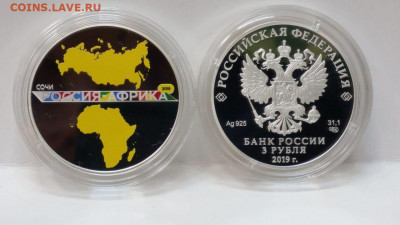 COINS.LAVE.RU
СОЧИ
РОССИЯ-АФРИКА
РОССИЙСКАЯ ФЕДЕРАЦИЯ
Ag 925
31,1
БАНК РОССИИ
3 РУБЛЯ
2019 г.